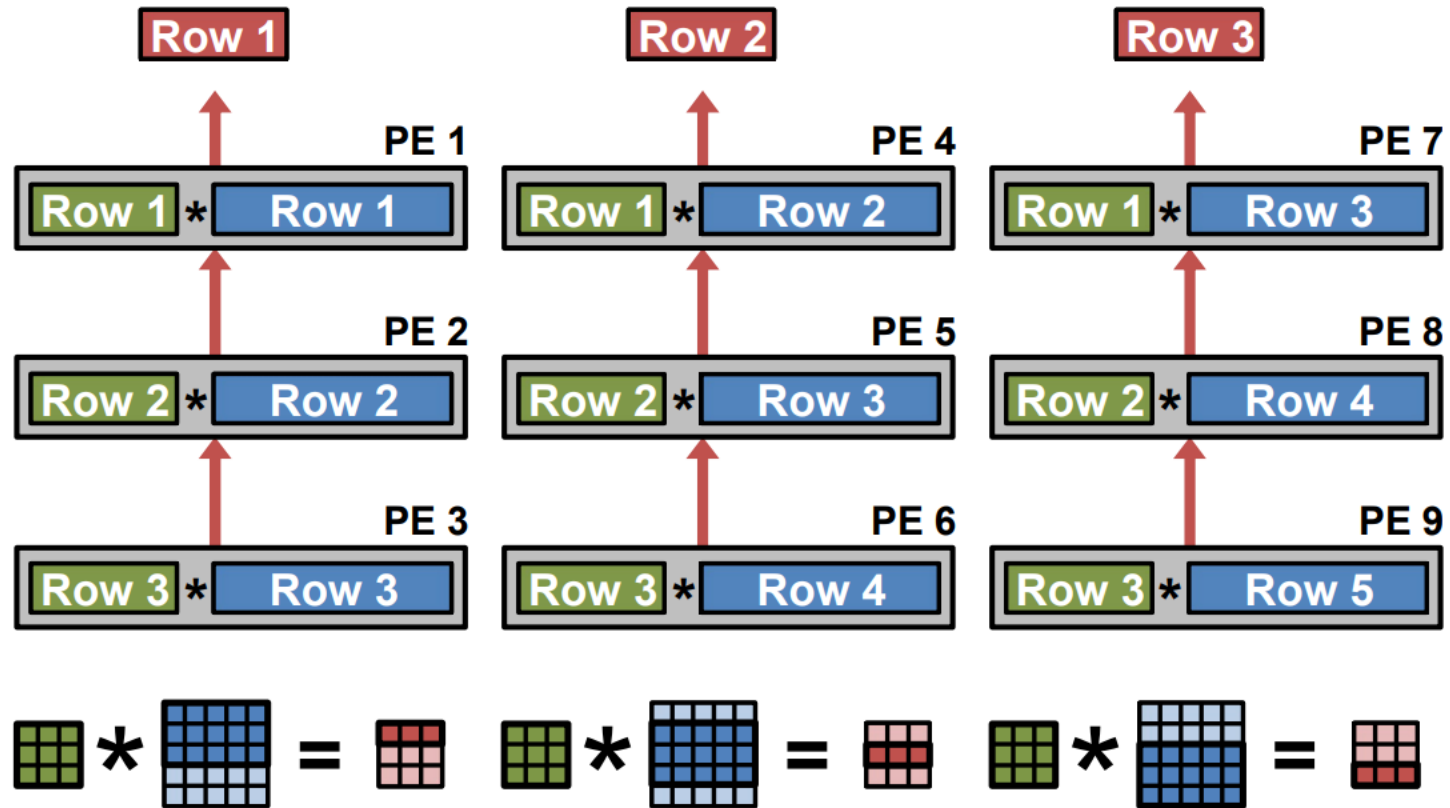 Row 1 Row 2 Row 3
PE 1 PE 4 PE 7
Row 1 * Row 1 Row 1 * Row 2 Row 1 * Row 3
PE 2 PE 5 PE 8
Row 2 * Row 2 Row 2 * Row 3 Row 2 * Row 4
PE 3 PE 6 PE 9
Row 3 * Row 3 Row 3 * Row 4 Row 3 * Row 5
* = * = * =